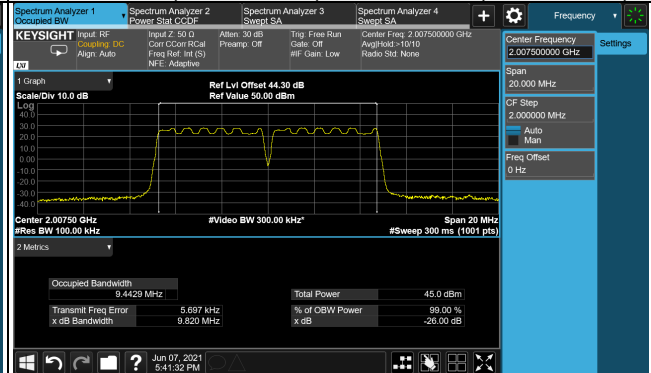 Spectrum Analyzer 1
Occupied BW
Spectrum Analyzer 2
Power Stat CCDF
Spectrum Analyzer 3
Swept SA
Spectrum Analyzer 4
Swept SA
+
Frequency
KEYSIGHT
Input: RF
Coupling: DC
Align: Auto
Input Z: 50 Ω
Corr CCorr RCal
Freq Ref: Int (S)
NFE: Adaptive
Atten: 30 dB
Preamp: Off
Trig: Free Run
Gate: Off
#IF Gain: Low
Center Freq: 2.007500000 GHz
Avg|Hold:>10/10
Radio Std: None
LXI
Center Frequency
2.007500000 GHz
Settings
Span
20.000 MHz
CF Step
2.000000 MHz
Auto
Man
Freq Offset
0 Hz
1 Graph
Scale/Div 10.0 dB
Ref Lvl Offset 44.30 dB
Ref Value 50.00 dBm
Log
40.0
30.0
20.0
10.0
0.00
-10.0
-20.0
-30.0
-40.0
Center 2.00750 GHz
#Res BW 100.00 kHz
#Video BW 300.00 kHz*
Span 20 MHz
#Sweep 300 ms (1001 pts)
2 Metrics
Occupied Bandwidth
9.4429 MHz
Total Power
45.0 dBm
Transmit Freq Error
5.697 kHz
% of OBW Power
99.00 %
x dB Bandwidth
9.820 MHz
x dB
-26.00 dB
?
Jun 07, 2021
5:41:32 PM